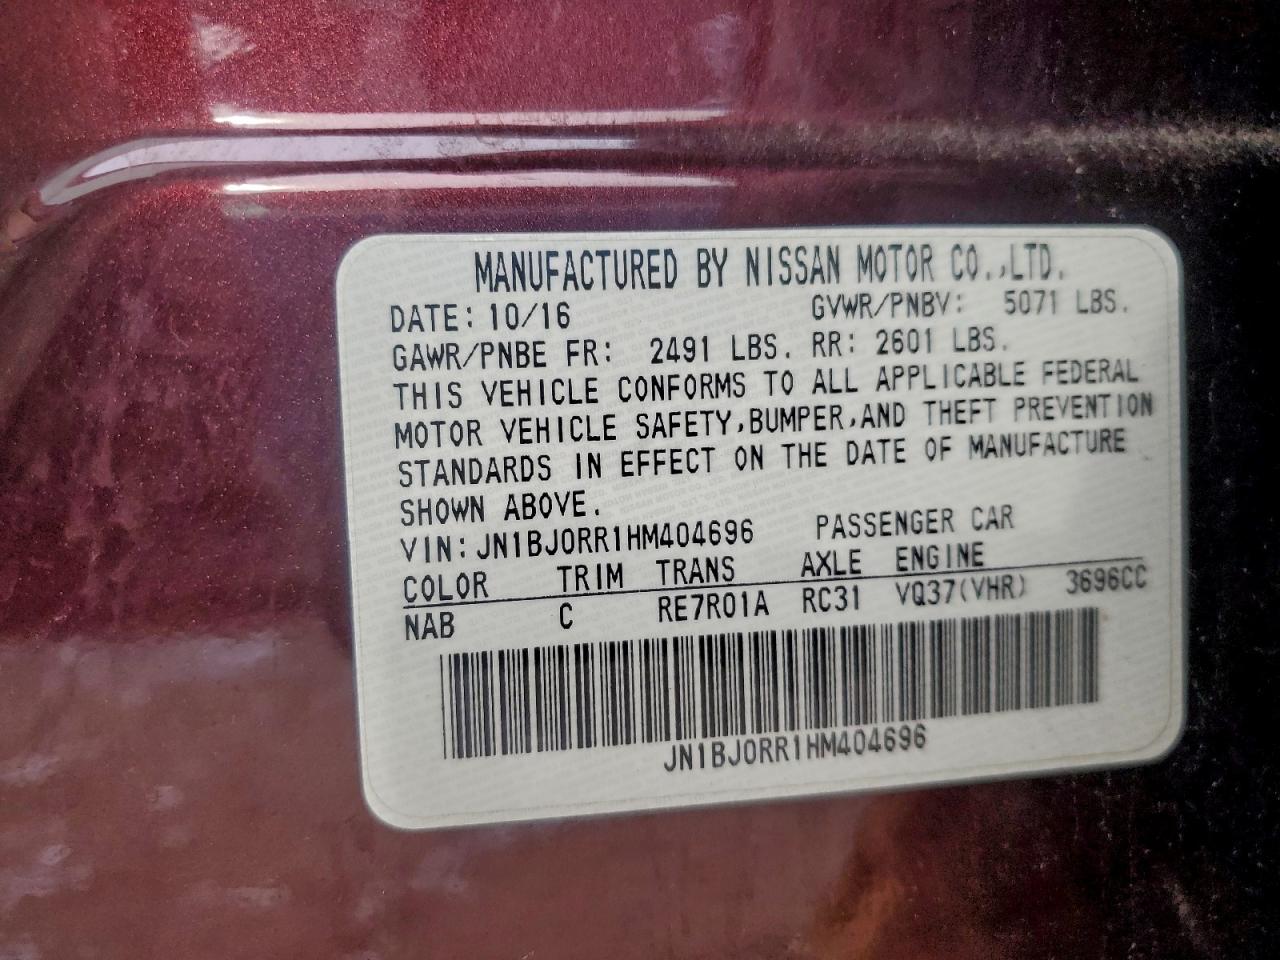 MANUFACTURED BY NISSAN MOTOR CO.,LTD.
DATE: 10/16 GVWR/PNBV: 5071 LBS.
GAWR/PNBE FR: 2491 LBS. RR: 2601 LBS.
THIS VEHICLE CONFORMS TO ALL APPLICABLE FEDERAL
MOTOR VEHICLE SAFETY,BUMPER,AND THEFT PREVENTION
STANDARDS IN EFFECT ON THE DATE OF MANUFACTURE
SHOWN ABOVE.
VIN: JN1BJ0RR1HM404696 PASSENGER CAR
COLOR TRIM TRANS AXLE ENGINE
NAB C RE7R01A RC31 VQ37(VHR) 3696CC
JN1BJ0RR1HM404696